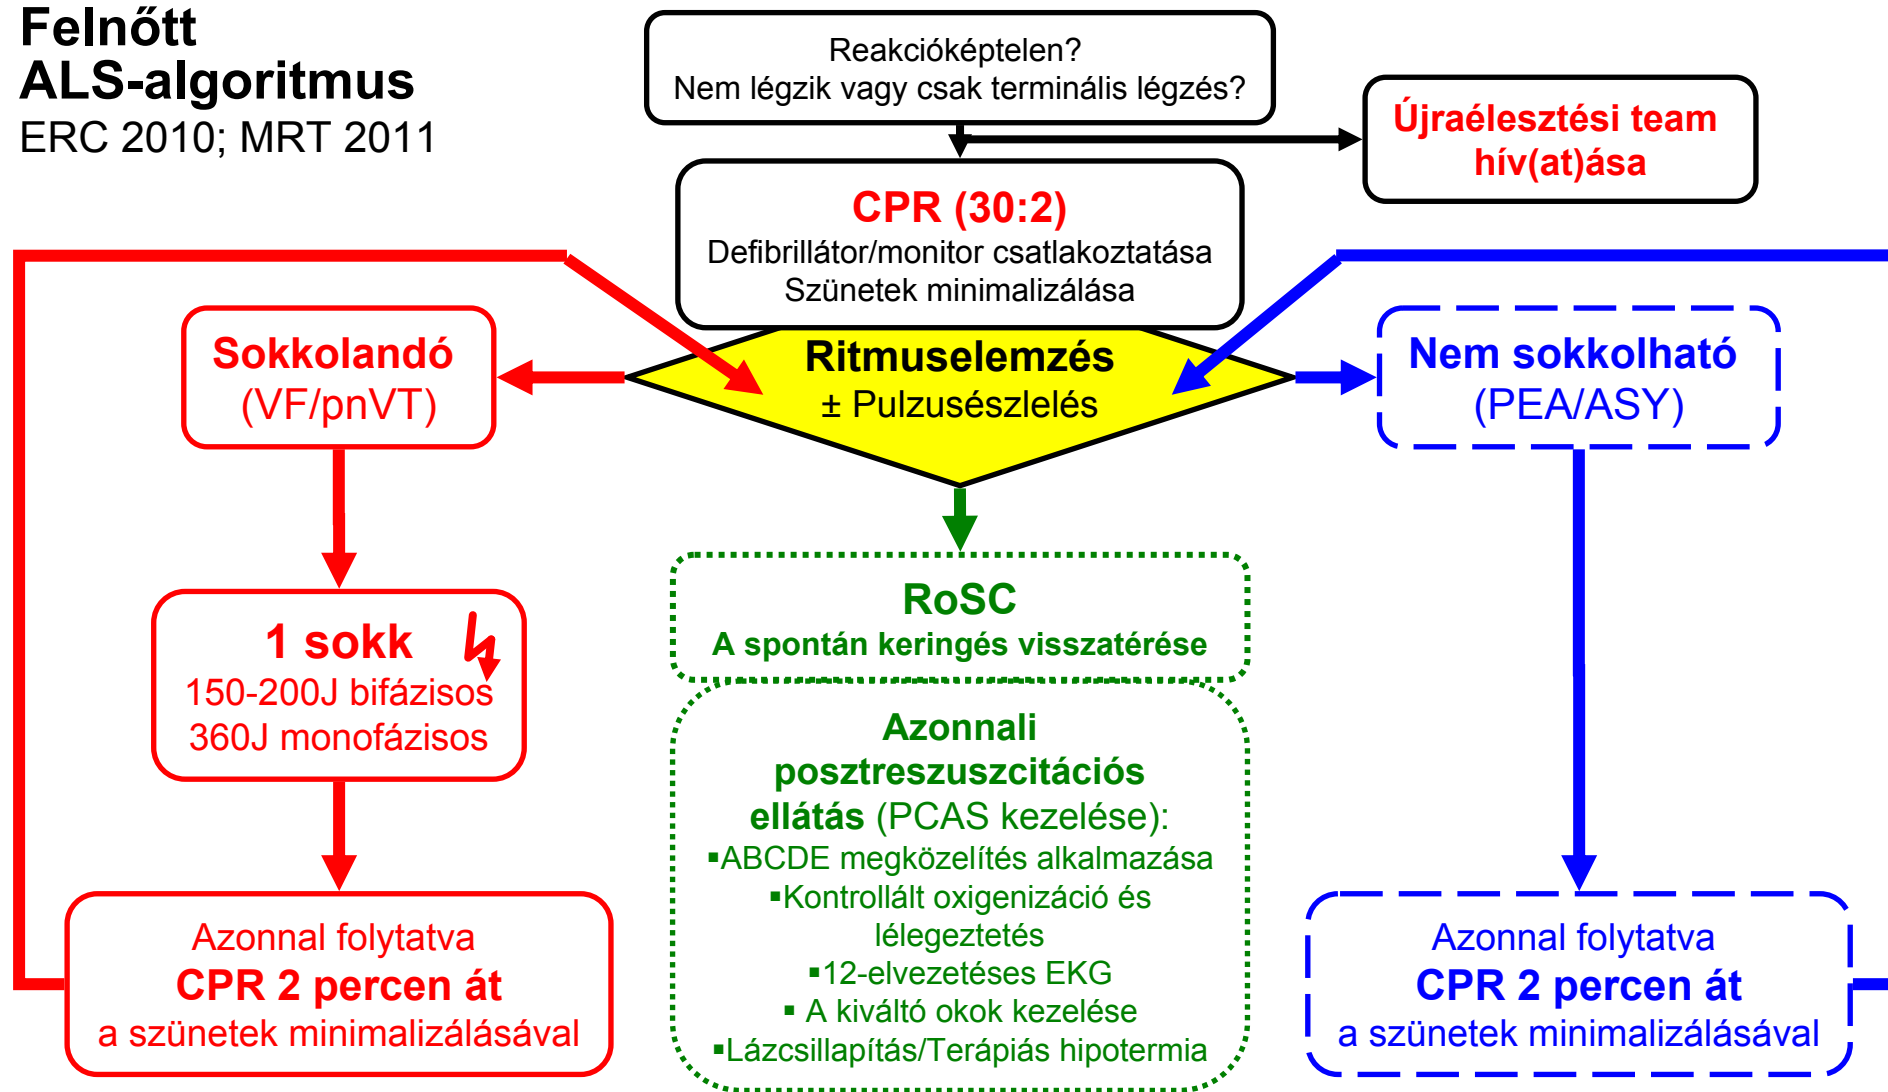 Felnőtt
ALS-algoritmus
ERC 2010; MRT 2011
Reakcióképtelen?
Nem légzik vagy csak terminális légzés?
Újraélesztési team
hív(at)ása
CPR (30:2)
Defibrillátor/monitor csatlakoztatása
Szünetek minimalizálása
Sokkolandó
(VF/pnVT)
Ritmuselemzés
± Pulzusészlelés
Nem sokkolható
(PEA/ASY)
1 sokk
150-200J bifázisos
360J monofázisos
RoSC
A spontán keringés visszatérése
Azonnali
posztreszuszcitációs
ellátás (PCAS kezelése):
▪ABCDE megközelítés alkalmazása
▪Kontrollált oxigenizáció és
lélegeztetés
▪12-elvezetéses EKG
▪ A kiváltó okok kezelése
▪Lázcsillapítás/Terápiás hipotermia
Azonnal folytatva
CPR 2 percen át
a szünetek minimalizálásával
Azonnal folytatva
CPR 2 percen át
a szünetek minimalizálásával